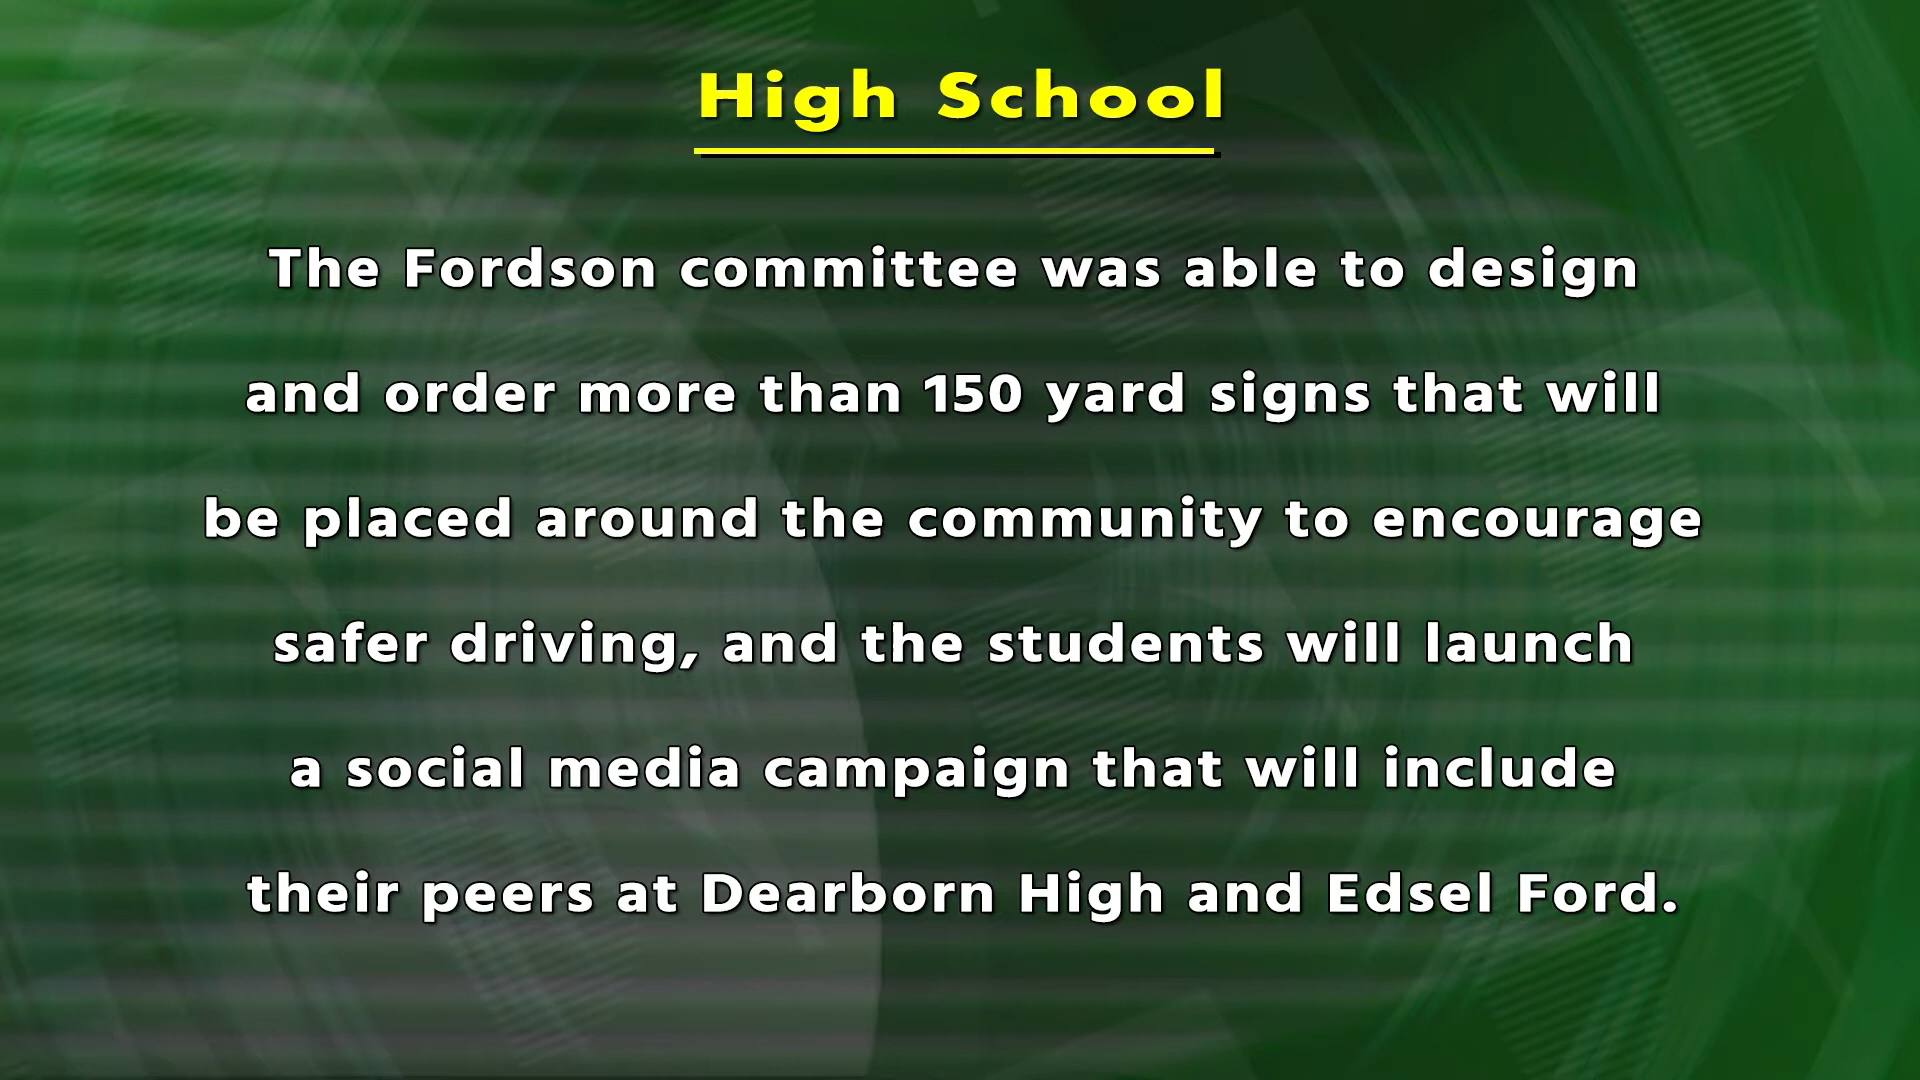 High School
The Fordson committee was able to design
and order more than 150 yard signs that will
be placed around the community to encourage
safer driving, and the students will launch
a social media campaign that will include
their peers at Dearborn High and Edsel Ford.